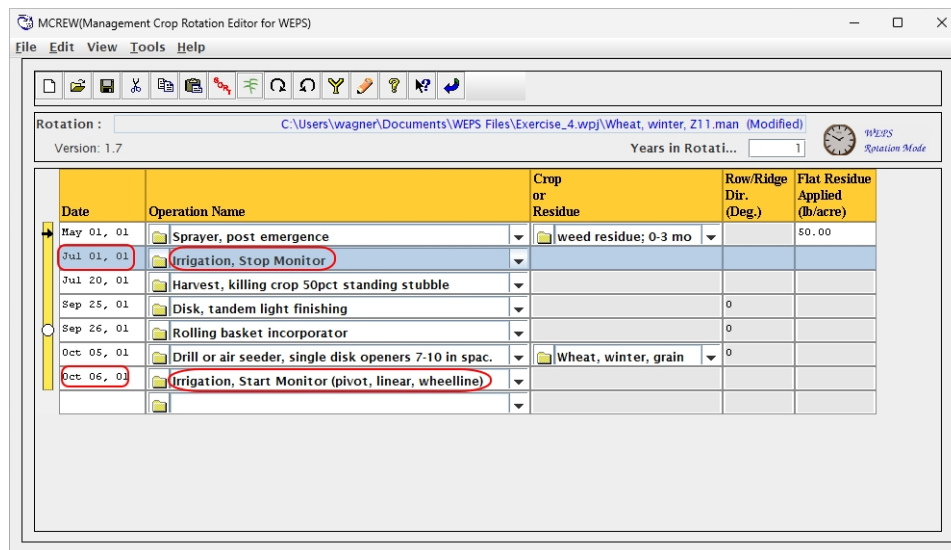 MCREW(Management Crop Rotation Editor for WEPS)
File Edit View Tools Help
SORT
Rotation : C:\Users\wagner\Documents\WEPS Files\Exercise_4.wpj\Wheat, winter, Z11.man (Modified)
Version: 1.7 Years in Rotati... 1
WEPS
Rotation Mode
Date Operation Name Crop or Residue Row/Ridge Dir. (Deg.) Flat Residue Applied (lb/acre)
May 01, 01 Sprayer, post emergence weed residue; 0-3 mo 50.00
Jul 01, 01 Irrigation, Stop Monitor
Jul 20, 01 Harvest, killing crop 50pct standing stubble
Sep 25, 01 Disk, tandem light finishing 0
Sep 26, 01 Rolling basket incorporator 0
Oct 05, 01 Drill or air seeder, single disk openers 7-10 in spac. Wheat, winter, grain 0
Oct 06, 01 Irrigation, Start Monitor (pivot, linear, wheelline)